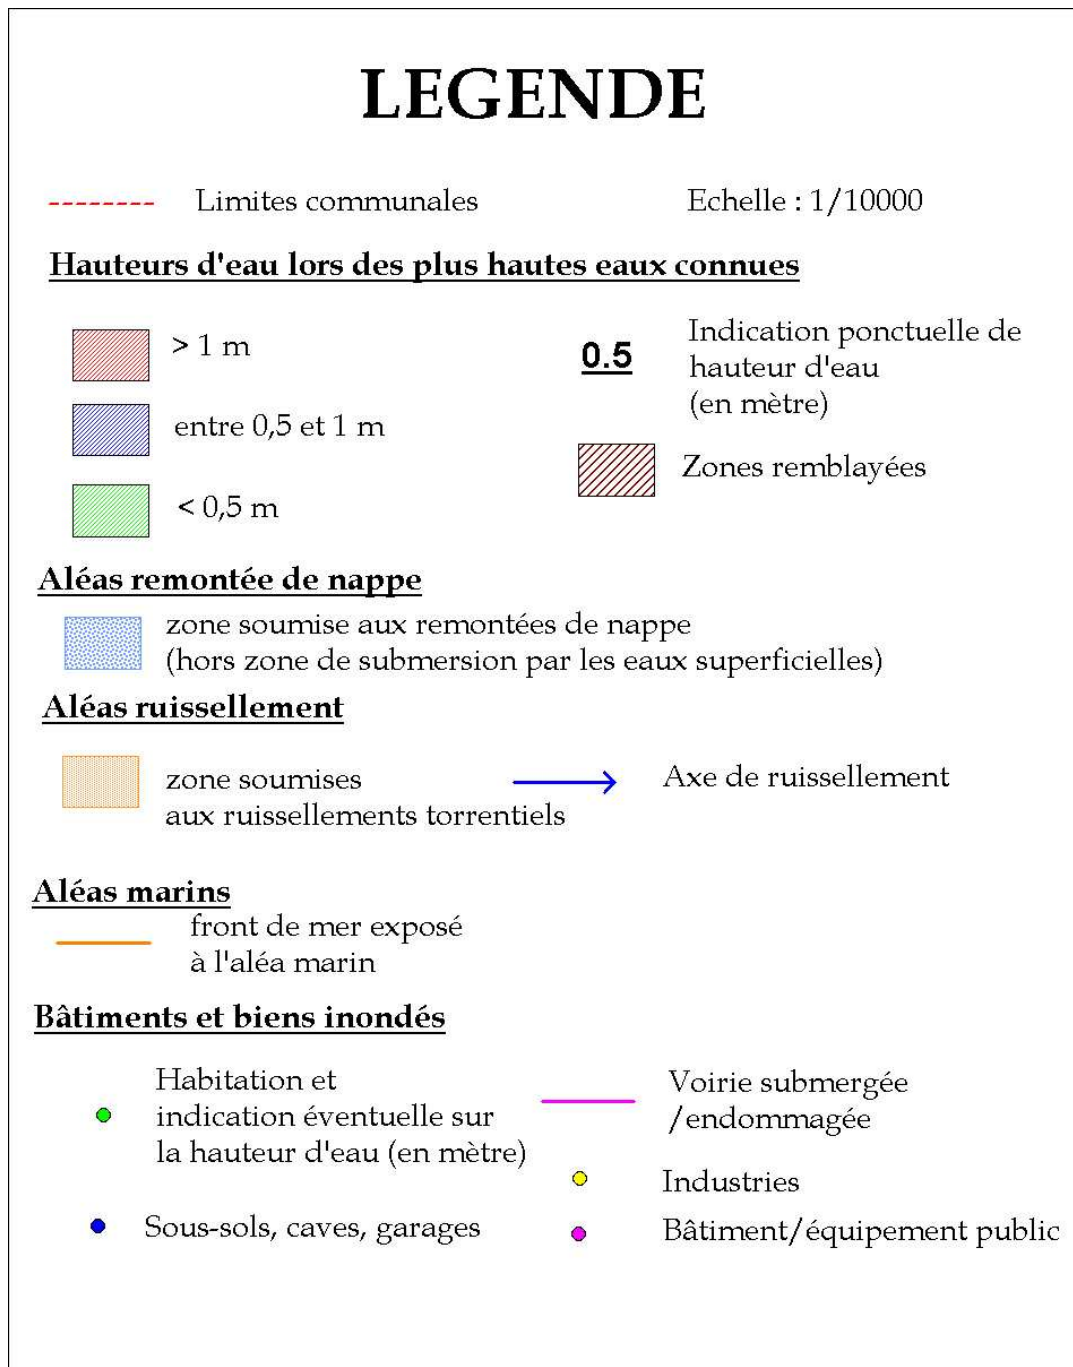 LEGENDE
Limites communales
Echelle : 1/10000
Hauteurs d'eau lors des plus hautes eaux connues
> 1 m
entre 0,5 et 1 m
< 0,5 m
0.5
Indication ponctuelle de
hauteur d'eau
(en mètre)
Zones remblayées
Aléas remontée de nappe
zone soumise aux remontées de nappe
(hors zone de submersion par les eaux superficielles)
Aléas ruissellement
zone soumises
aux ruissellements torrentiels
Axe de ruissellement
Aléas marins
front de mer exposé
à l'aléa marin
Bâtiments et biens inondés
Habitation et
indication éventuelle sur
la hauteur d'eau (en mètre)
Sous-sols, caves, garages
Voirie submergée
/endommagée
Industries
Bâtiment/équipement public